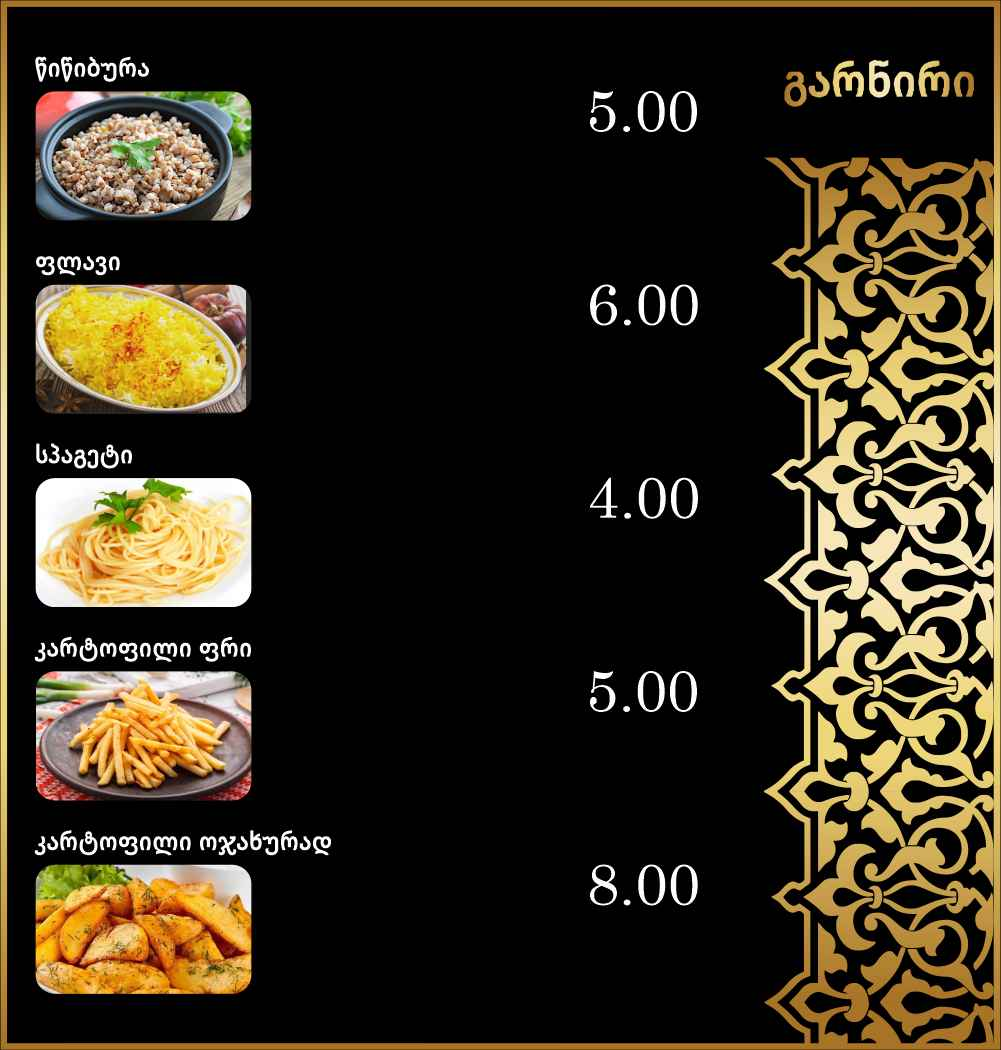 გარნირი
წიწიბურა
5.00
ფლავი
6.00
სპაგეტი
4.00
კარტოფილი ფრი
5.00
კარტოფილი ოჯახურად
8.00